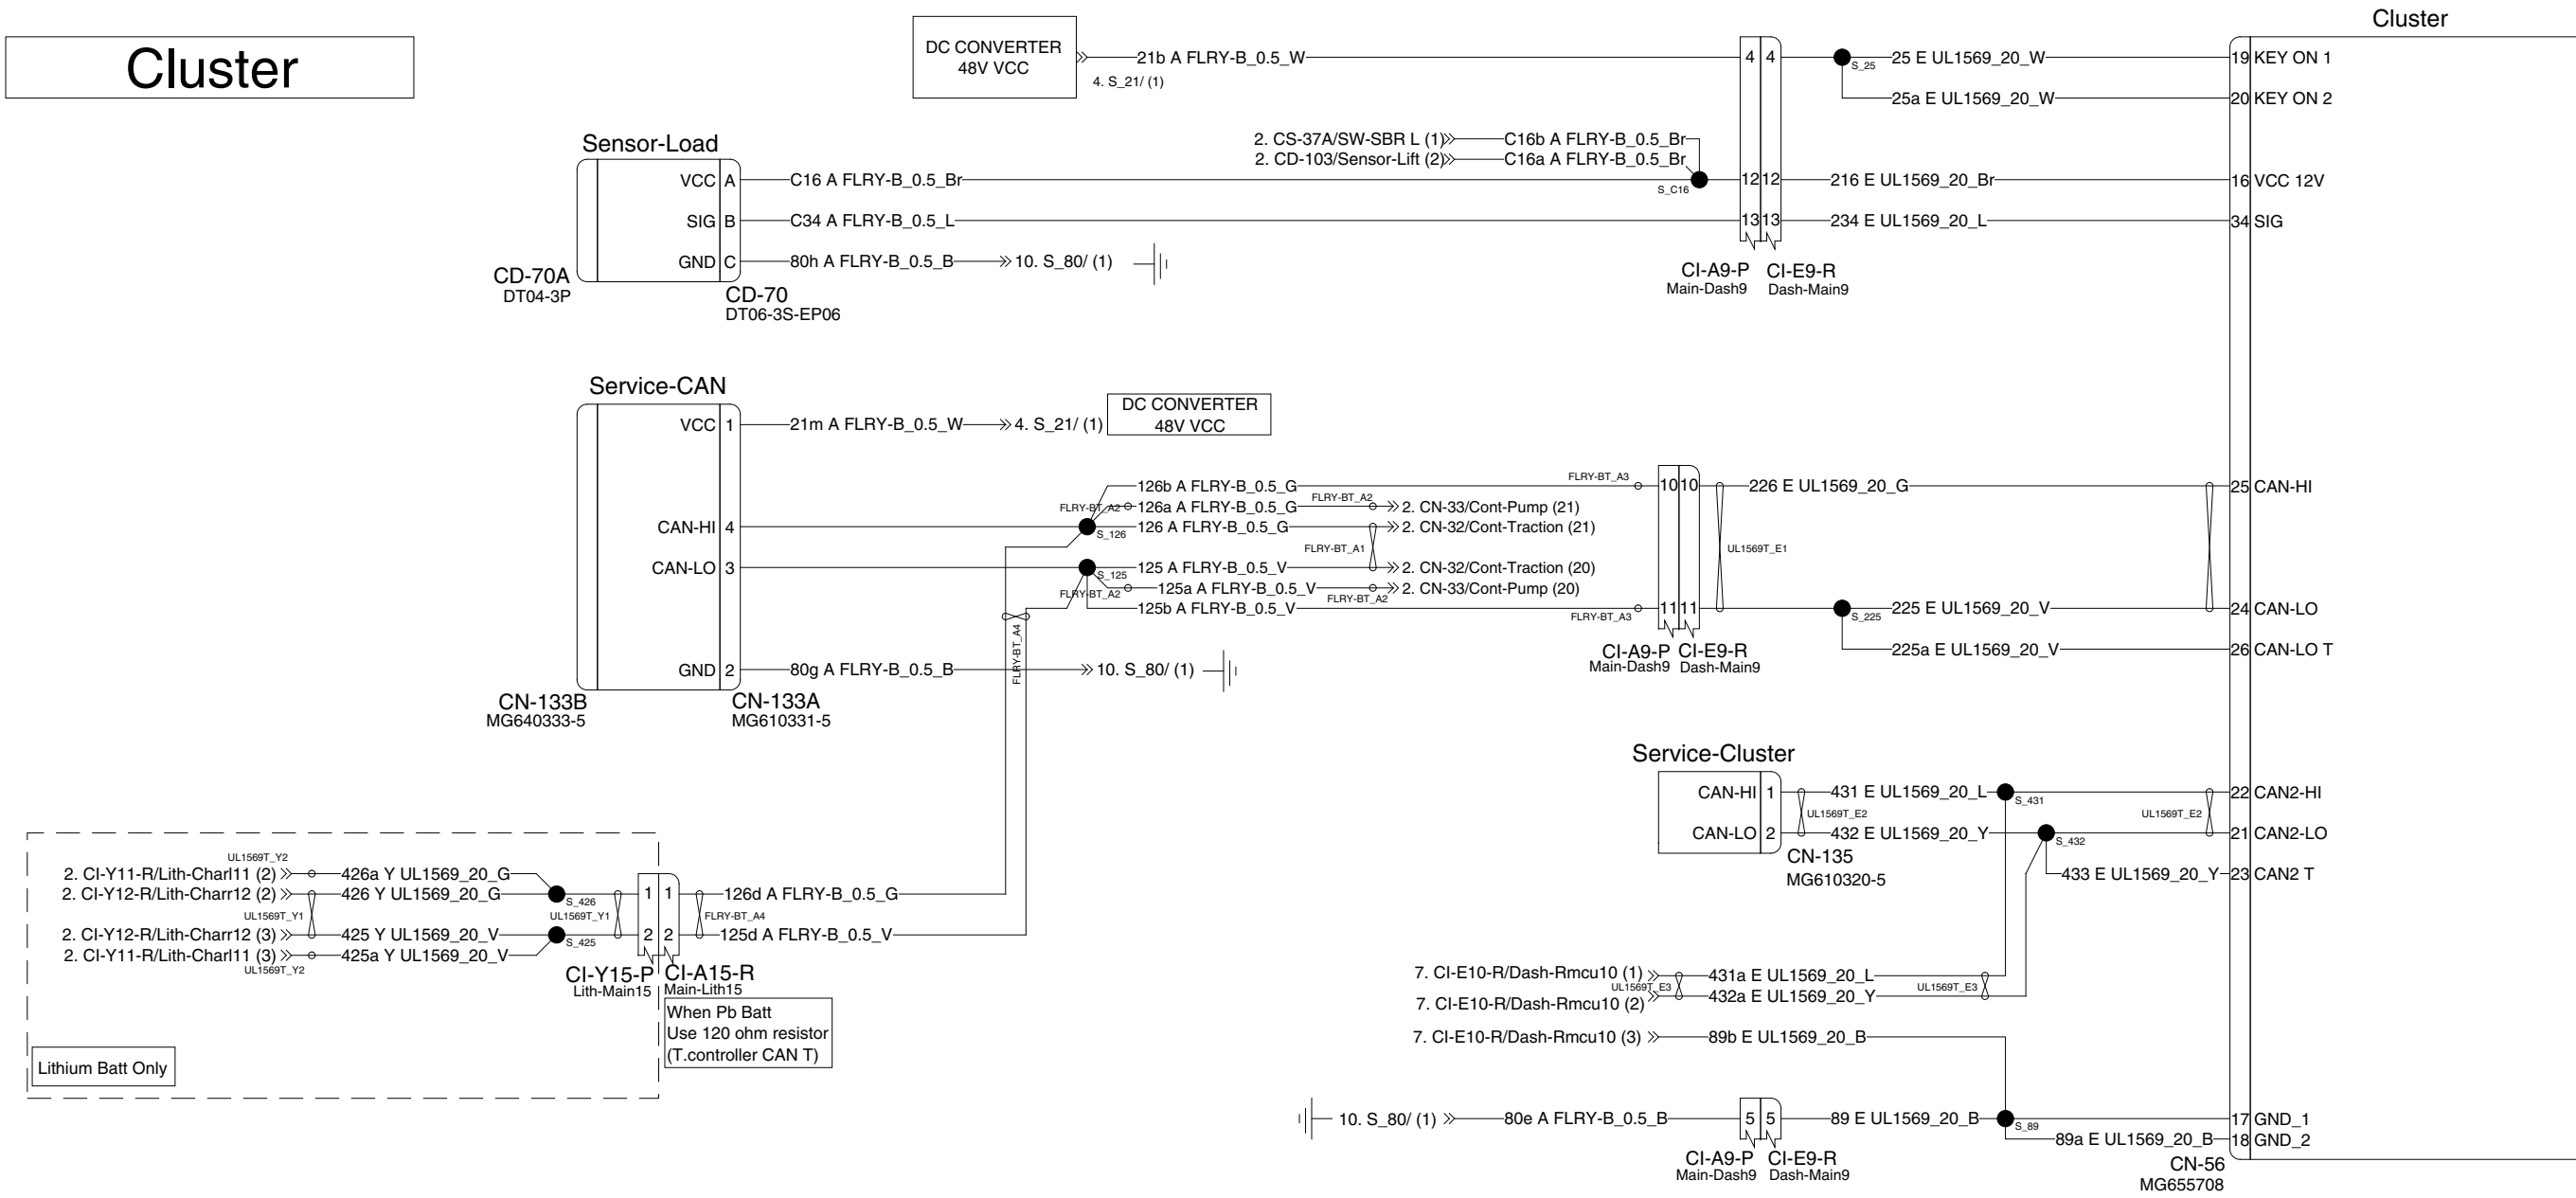 Cluster
Cluster
DC CONVERTER
48V VCC
21b A FLRY-B_0.5_W
4. S_21/ (1)
4 4
S_25
25 E UL1569_20_W
19 KEY ON 1
25a E UL1569_20_W
20 KEY ON 2
Sensor-Load
2. CS-37A/SW-SBR L (1)
C16b A FLRY-B_0.5_Br
2. CD-103/Sensor-Lift (2)
C16a A FLRY-B_0.5_Br
VCC A
C16 A FLRY-B_0.5_Br
S_C16
12 12
216 E UL1569_20_Br
16 VCC 12V
SIG B
C34 A FLRY-B_0.5_L
13 13
234 E UL1569_20_L
34 SIG
GND C
80h A FLRY-B_0.5_B
10. S_80/ (1)
CD-70A
DT04-3P
CD-70
DT06-3S-EP06
CI-A9-P
Main-Dash9
CI-E9-R
Dash-Main9
Service-CAN
VCC 1
21m A FLRY-B_0.5_W
4. S_21/ (1)
DC CONVERTER
48V VCC
126b A FLRY-B_0.5_G
FLRY-BT_A3
10 10
226 E UL1569_20_G
25 CAN-HI
FLRY-BT_A2
126a A FLRY-B_0.5_G
FLRY-BT_A2
2. CN-33/Cont-Pump (21)
CAN-HI 4
S_126
126 A FLRY-B_0.5_G
2. CN-32/Cont-Traction (21)
FLRY-BT_A1
UL1569T_E1
CAN-LO 3
S_125
125 A FLRY-B_0.5_V
2. CN-32/Cont-Traction (20)
FLRY-BT_A2
125a A FLRY-B_0.5_V
FLRY-BT_A2
2. CN-33/Cont-Pump (20)
125b A FLRY-B_0.5_V
FLRY-BT_A3
11 11
S_225
225 E UL1569_20_V
24 CAN-LO
225a E UL1569_20_V
26 CAN-LO T
FLRY-BT_A4
CI-A9-P
Main-Dash9
CI-E9-R
Dash-Main9
GND 2
80g A FLRY-B_0.5_B
10. S_80/ (1)
CN-133B
MG640333-5
CN-133A
MG610331-5
Service-Cluster
CAN-HI 1
431 E UL1569_20_L
S_431
22 CAN2-HI
UL1569T_E2
UL1569T_E2
CAN-LO 2
432 E UL1569_20_Y
S_432
21 CAN2-LO
CN-135
MG610320-5
433 E UL1569_20_Y
23 CAN2 T
UL1569T_Y2
2. CI-Y11-R/Lith-Charl11 (2)
426a Y UL1569_20_G
2. CI-Y12-R/Lith-Charr12 (2)
426 Y UL1569_20_G
S_426
1 1
126d A FLRY-B_0.5_G
UL1569T_Y1
UL1569T_Y1
FLRY-BT_A4
2. CI-Y12-R/Lith-Charr12 (3)
425 Y UL1569_20_V
S_425
2 2
125d A FLRY-B_0.5_V
2. CI-Y11-R/Lith-Charl11 (3)
425a Y UL1569_20_V
UL1569T_Y2
CI-Y15-P
Lith-Main15
CI-A15-R
Main-Lith15
When Pb Batt
Use 120 ohm resistor
(T.controller CAN T)
Lithium Batt Only
7. CI-E10-R/Dash-Rmcu10 (1)
431a E UL1569_20_L
UL1569T_E3
UL1569T_E3
7. CI-E10-R/Dash-Rmcu10 (2)
432a E UL1569_20_Y
7. CI-E10-R/Dash-Rmcu10 (3)
89b E UL1569_20_B
10. S_80/ (1)
80e A FLRY-B_0.5_B
5 5
89 E UL1569_20_B
S_89
17 GND_1
89a E UL1569_20_B
18 GND_2
CI-A9-P
Main-Dash9
CI-E9-R
Dash-Main9
CN-56
MG655708